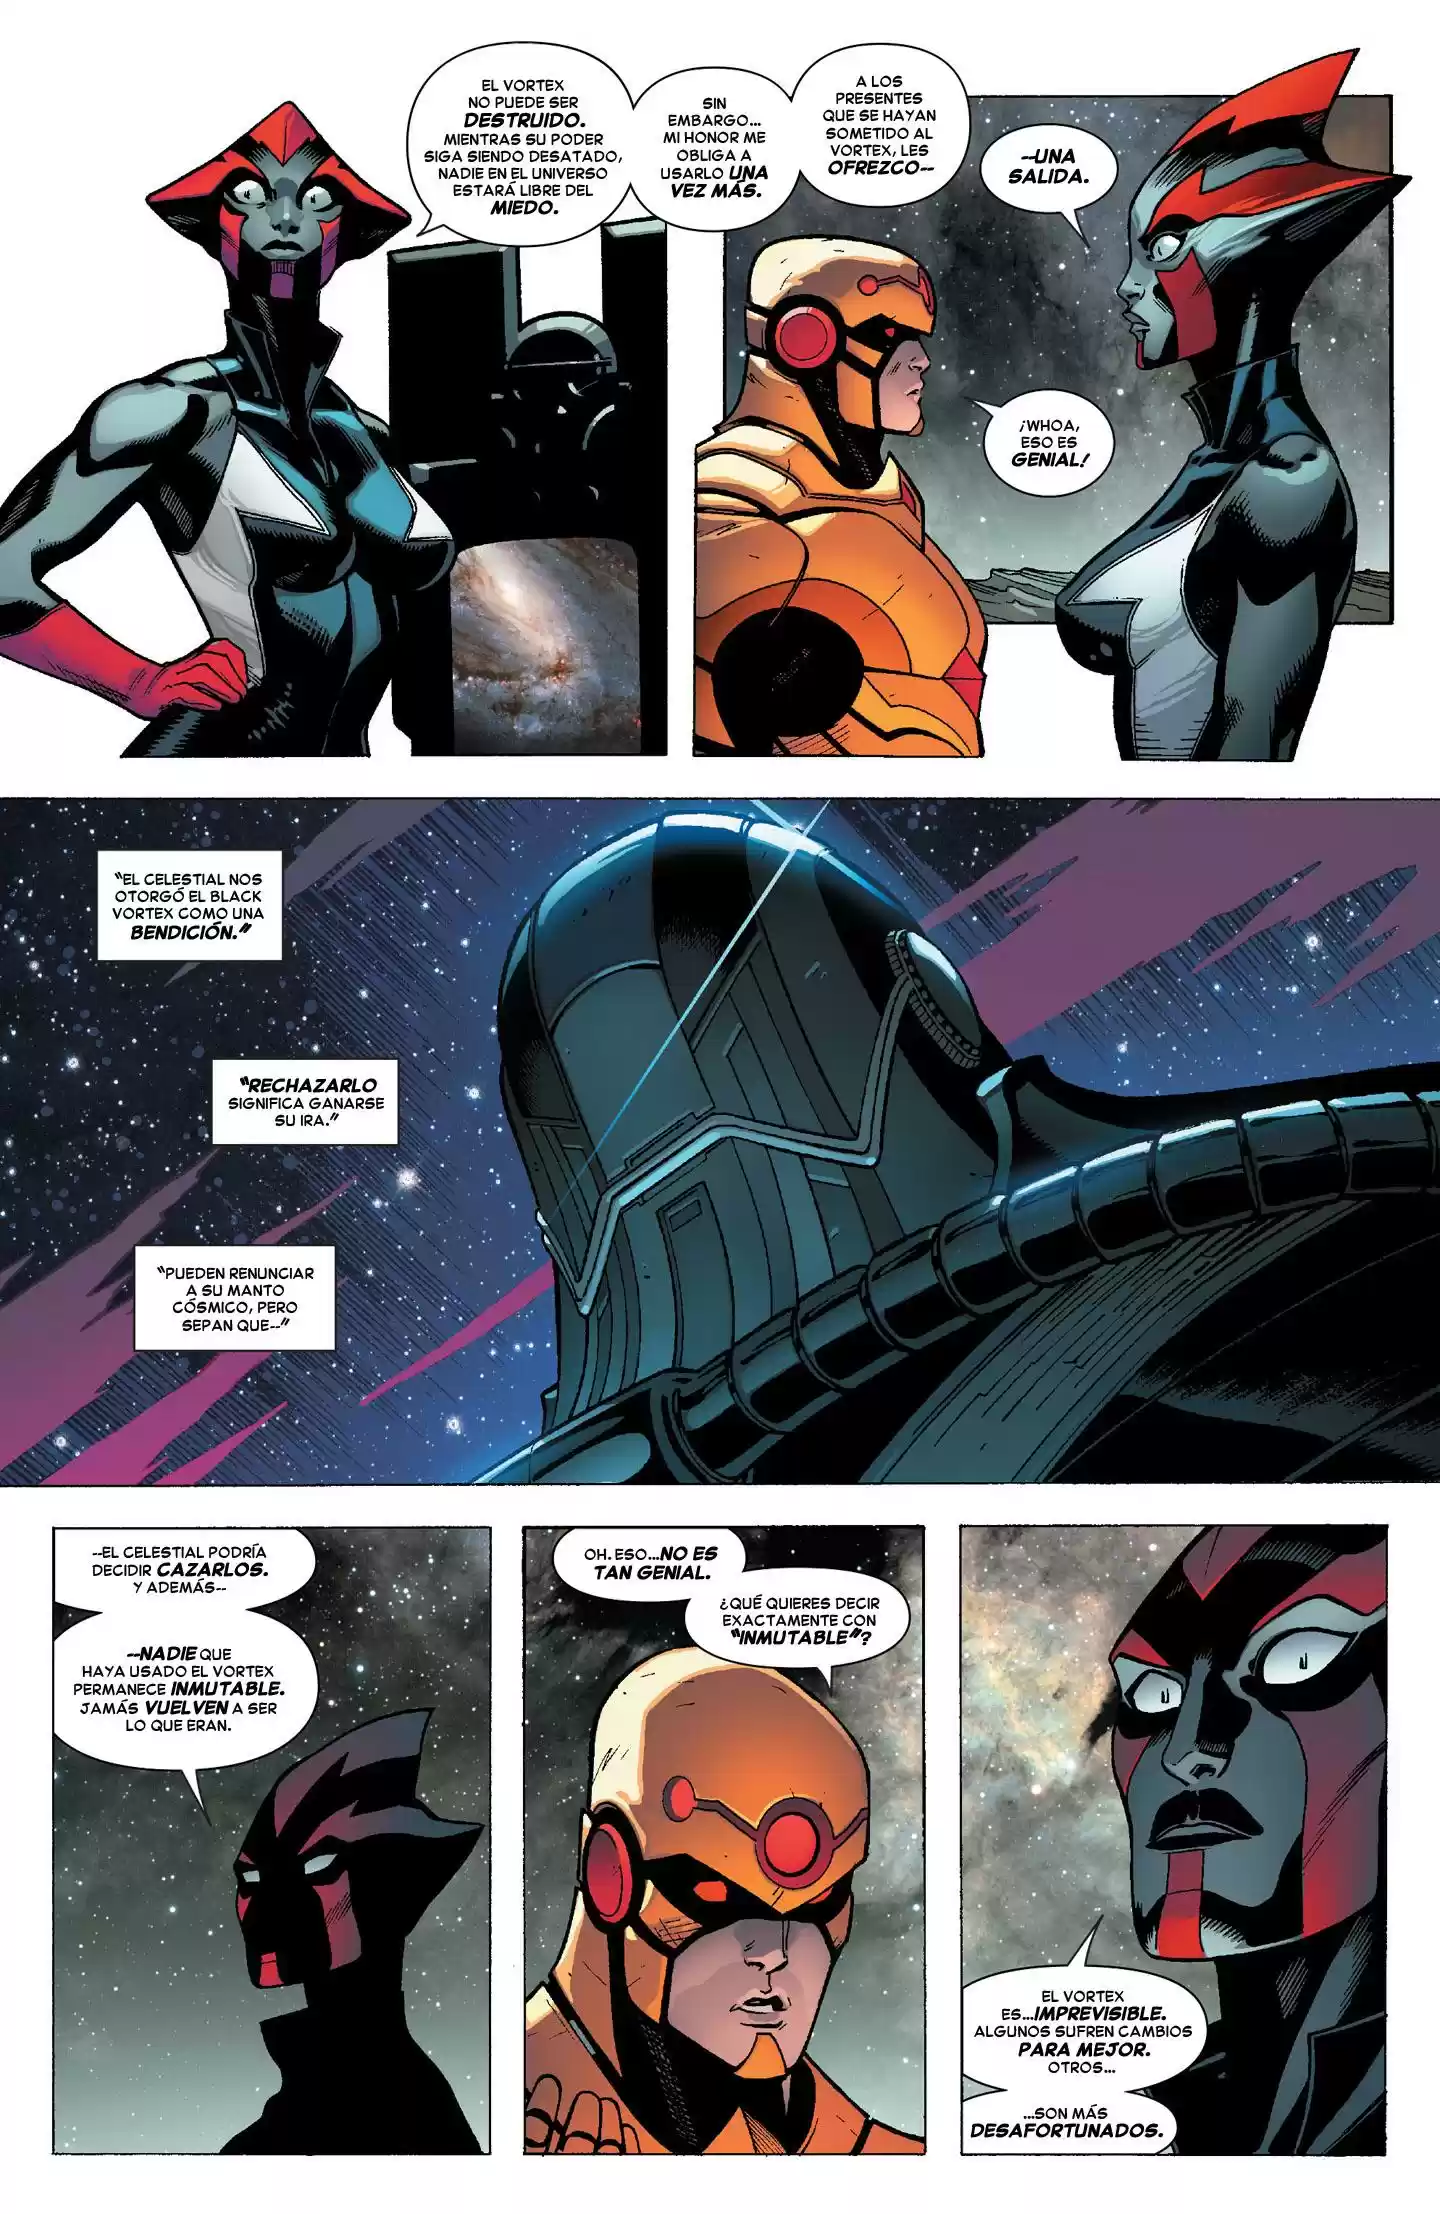 EL VORTEX
NO PUEDE SER
DESTRUIDO.
MIENTRAS SU PODER
SIGA SIENDO DESATADO,
NADIE EN EL UNIVERSO
ESTARÁ LIBRE DEL
MIEDO.
SIN
EMBARGO...
MI HONOR ME
OBLIGA A
USARLO UNA
VEZ MÁS.
A LOS
PRESENTES
QUE SE HAYAN
SOMETIDO AL
VORTEX, LES
OFREZCO--
--UNA
SALIDA.
¡WHOA,
ESO ES
GENIAL!
"EL CELESTIAL NOS
OTORGÓ EL BLACK
VORTEX COMO UNA
BENDICIÓN."
"RECHAZARLO
SIGNIFICA GANARSE
SU IRA."
"PUEDEN RENUNCIAR
A SU MANTO
CÓSMICO, PERO
SEPAN QUE--"
--EL CELESTIAL PODRÍA
DECIDIR CAZARLOS.
Y ADEMÁS--
--NADIE QUE
HAYA USADO EL VORTEX
PERMANECE INMUTABLE.
JAMÁS VUELVEN A SER
LO QUE ERAN.
OH. ESO...NO ES
TAN GENIAL.
¿QUÉ QUIERES DECIR
EXACTAMENTE CON
"INMUTABLE"?
EL VORTEX
ES...IMPREVISIBLE.
ALGUNOS SUFREN CAMBIOS
PARA MEJOR.
OTROS...
...SON MÁS
DESAFORTUNADOS.